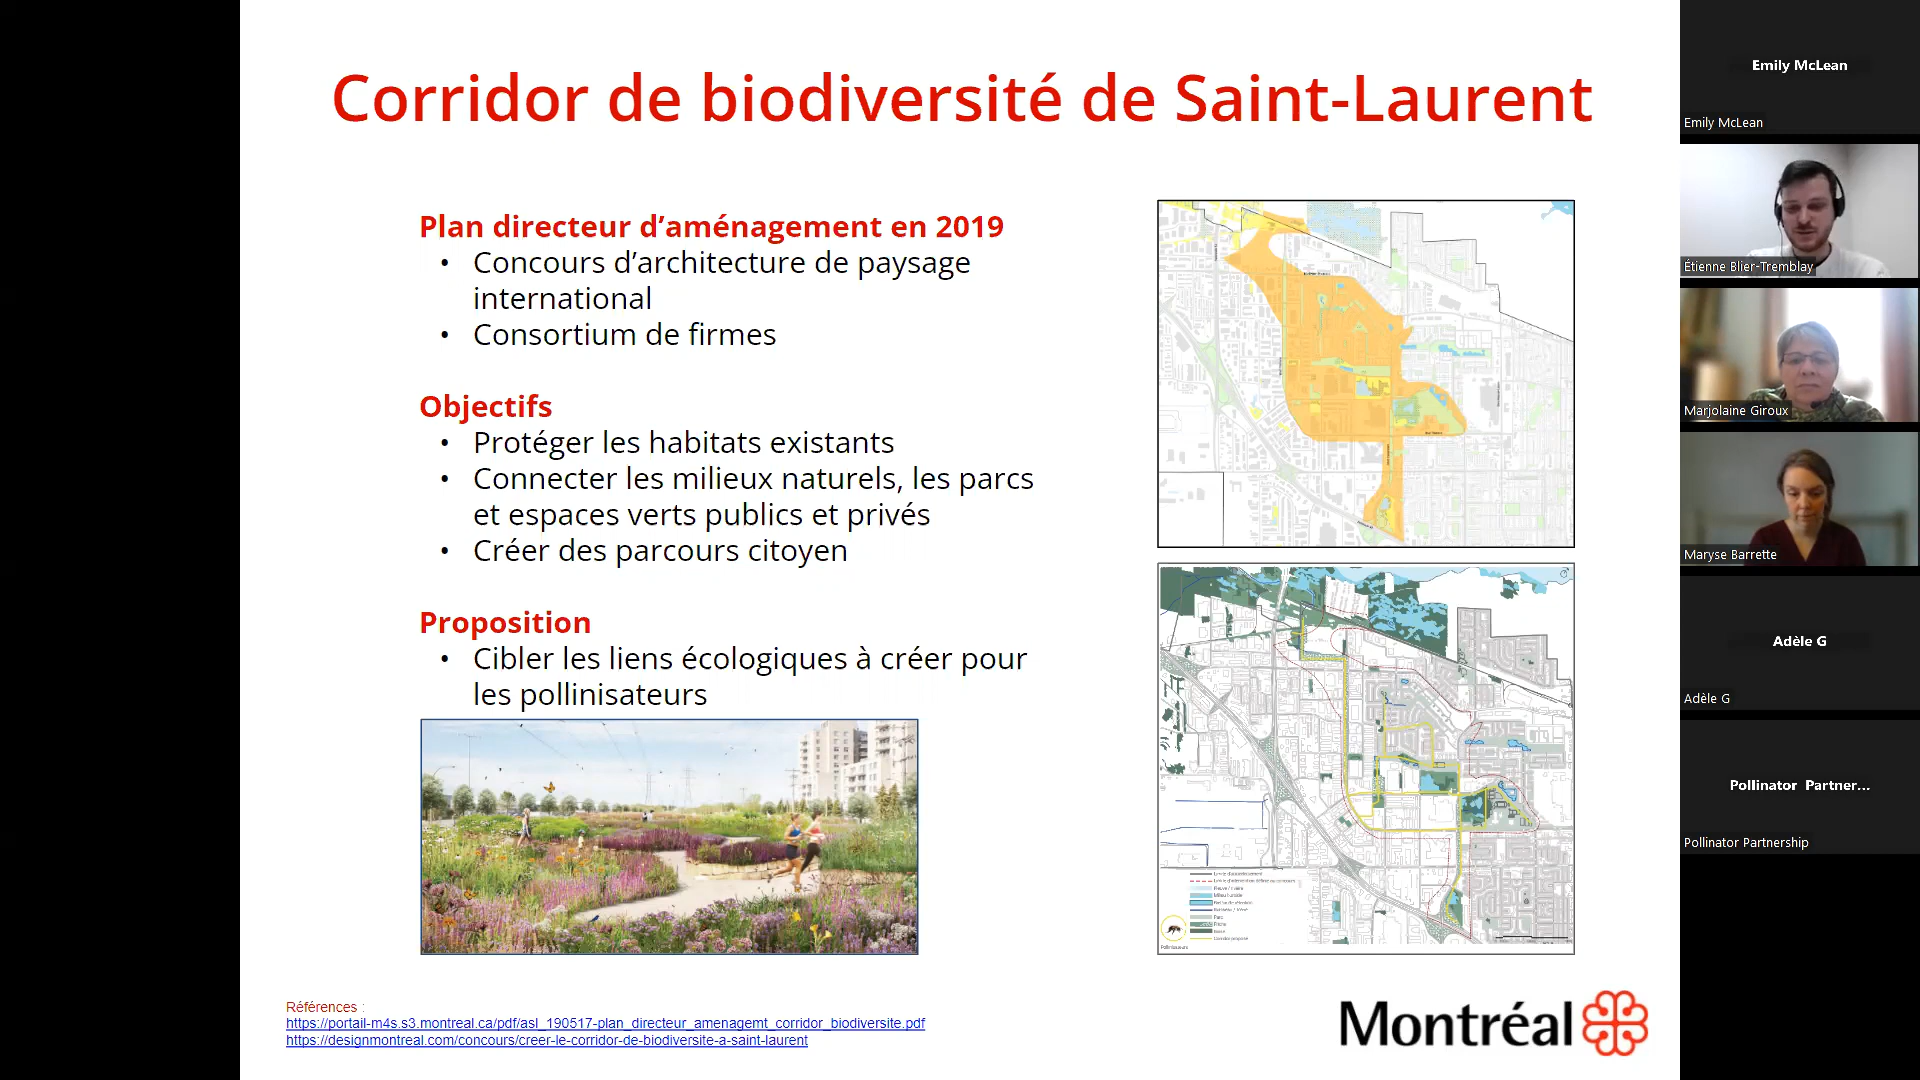 Corridor de biodiversité de Saint-Laurent
Plan directeur d’aménagement en 2019
• Concours d’architecture de paysage
international
• Consortium de firmes
Objectifs
• Protéger les habitats existants
• Connecter les milieux naturels, les parcs
et espaces verts publics et privés
• Créer des parcours citoyen
Proposition
• Cibler les liens écologiques à créer pour
les pollinisateurs
Pollinisateurs
Références :
https://portail-m4s.s3.montreal.ca/pdf/asl_190517-plan_directeur_amenagemt_corridor_biodiversite.pdf
https://designmontreal.com/concours/creer-le-corridor-de-biodiversite-a-saint-laurent
Montréal
Emily McLean
Emily McLean
Étienne Blier-Tremblay
Marjolaine Giroux
Maryse Barrette
Adèle G
Adèle G
Pollinator Partner...
Pollinator Partnership